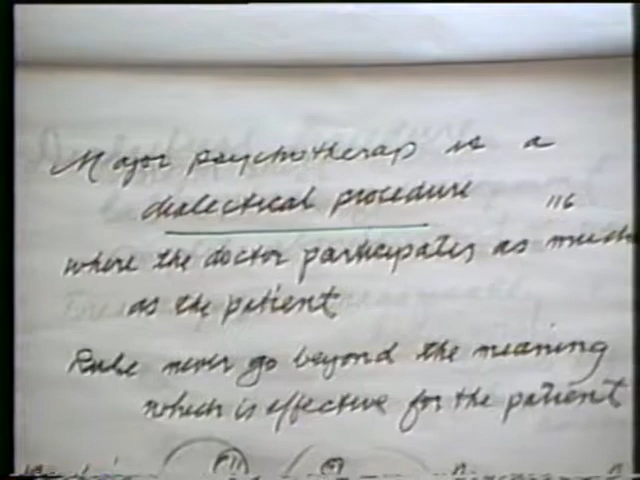 Major psychotherap is a
dialectical procedure 116
where the doctor participates as much
as the patient
Rule never go beyond the meaning
which is effective for the patient